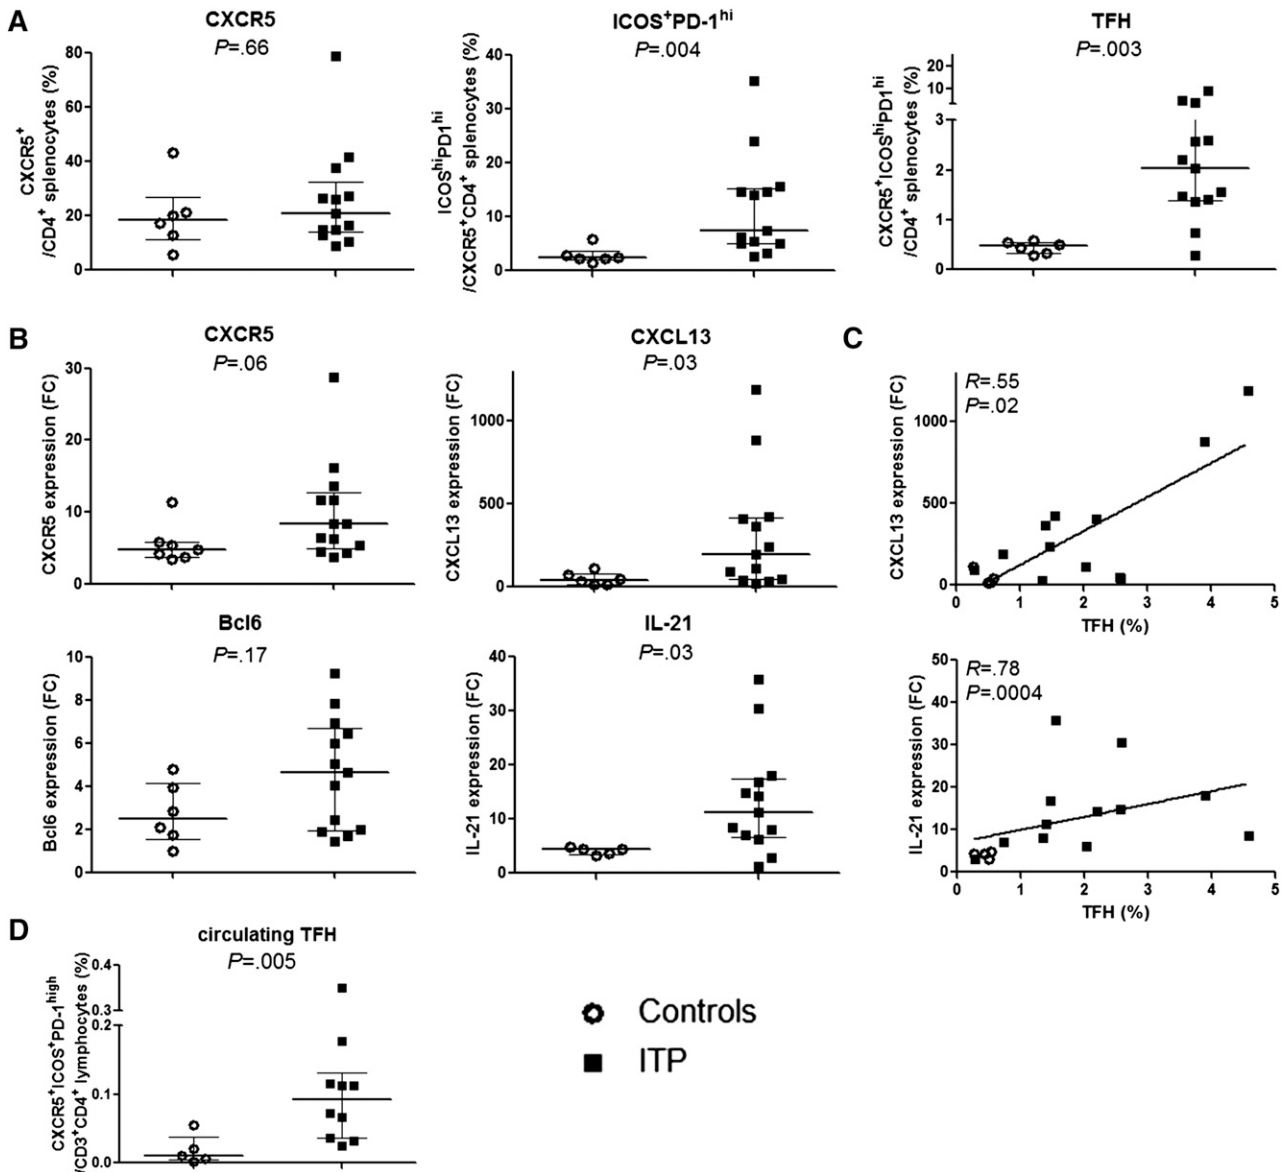 A
CXCR5
P=.66
CXCR5+
/CD4+ splenocytes (%)
80
60
40
20
0
ICOS+PD-1hi
P=.004
ICOShiPD1hi
/CXCR5+CD4+ splenocytes (%)
40
30
20
10
0
TFH
P=.003
CXCR5+ICOShiPD1hi
/CD4+ splenocytes (%)
20
10
3
2
1
0
B
CXCR5
P=.06
CXCR5 expression (FC)
30
20
10
0
CXCL13
P=.03
CXCL13 expression (FC)
1000
500
0
Bcl6
P=.17
Bcl6 expression (FC)
10
8
6
4
2
0
IL-21
P=.03
IL-21 expression (FC)
40
30
20
10
0
C
R=.55
P=.02
CXCL13 expression (FC)
1000
500
0
0 1 2 3 4 5
TFH (%)
R=.78
P=.0004
IL-21 expression (FC)
50
40
30
20
10
0
0 1 2 3 4 5
TFH (%)
D
circulating TFH
P=.005
CXCR5+ICOS+PD-1high
/CD3+CD4+ lymphocytes (%)
0.4
0.3
0.2
0.1
0.0
Controls
ITP